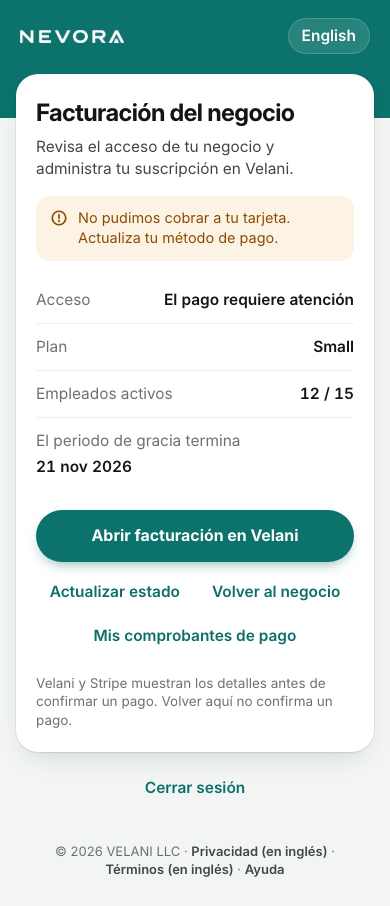 NEVORA
English
Facturación del negocio
Revisa el acceso de tu negocio y
administra tu suscripción en Velani.
No pudimos cobrar a tu tarjeta.
Actualiza tu método de pago.
Acceso El pago requiere atención
Plan Small
Empleados activos 12 / 15
El periodo de gracia termina
21 nov 2026
Abrir facturación en Velani
Actualizar estado Volver al negocio
Mis comprobantes de pago
Velani y Stripe muestran los detalles antes de
confirmar un pago. Volver aquí no confirma un
pago.
Cerrar sesión
© 2026 VELANI LLC · Privacidad (en inglés) ·
Términos (en inglés) · Ayuda